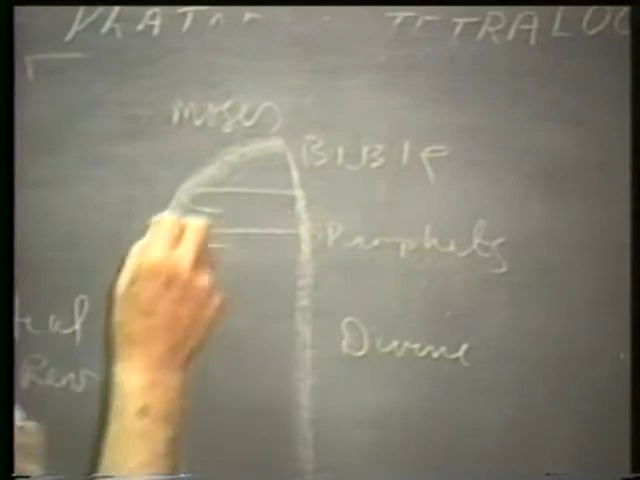 TETRALO
Moses
BIBLE
Prophets
Divine
Rev